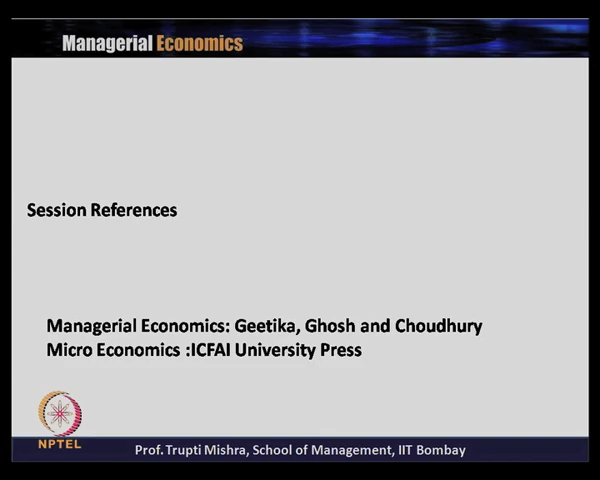 Managerial Economics
Session References
Managerial Economics: Geetika, Ghosh and Choudhury
Micro Economics :ICFAI University Press
NPTEL
Prof. Trupti Mishra, School of Management, IIT Bombay